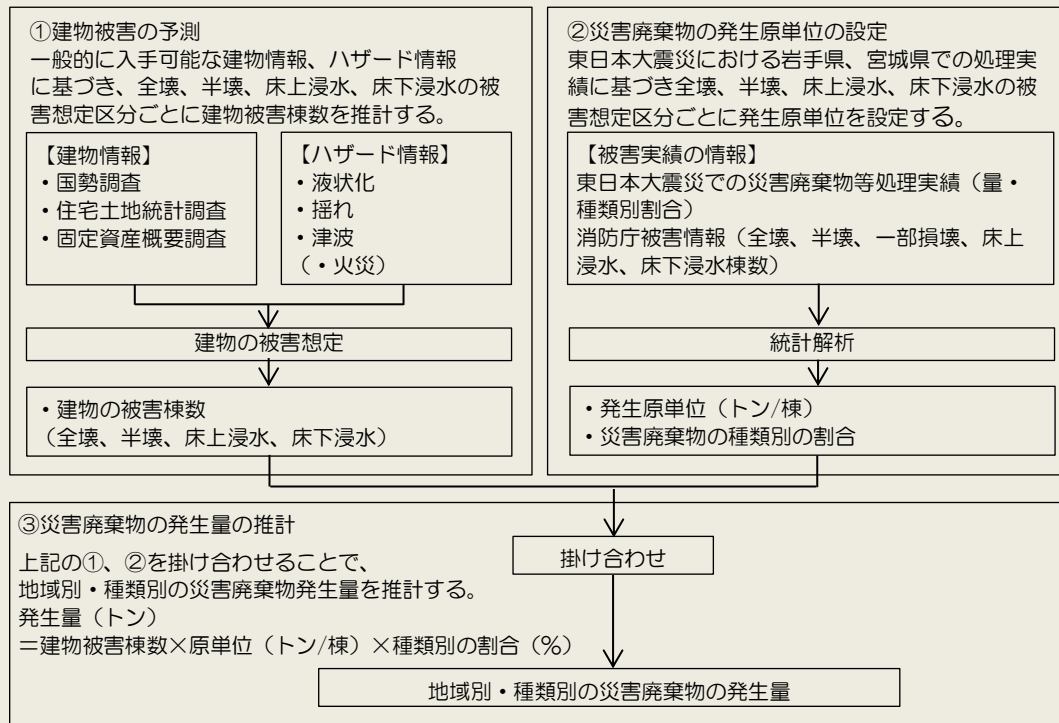 ①建物被害の予測
一般的に入手可能な建物情報、ハザード情報
に基づき、全壊、半壊、床上浸水、床下浸水の被
害想定区分ごとに建物被害棟数を推計する。
【建物情報】
・国勢調査
・住宅土地統計調査
・固定資産概要調査
【ハザード情報】
・液状化
・揺れ
・津波
（・火災）
建物の被害想定
・建物の被害棟数
（全壊、半壊、床上浸水、床下浸水）
②災害廃棄物の発生原単位の設定
東日本大震災における岩手県、宮城県での処理実
績に基づき全壊、半壊、床上浸水、床下浸水の被
害想定区分ごとに発生原単位を設定する。
【被害実績の情報】
東日本大震災での災害廃棄物等処理実績（量・
種類別割合）
消防庁被害情報（全壊、半壊、一部損壊、床上
浸水、床下浸水棟数）
統計解析
・発生原単位（トン/棟）
・災害廃棄物の種類別の割合
③災害廃棄物の発生量の推計
上記の①、②を掛け合わせることで、
地域別・種類別の災害廃棄物発生量を推計する。
発生量（トン）
＝建物被害棟数×原単位（トン/棟）×種類別の割合（%）
掛け合わせ
地域別・種類別の災害廃棄物の発生量